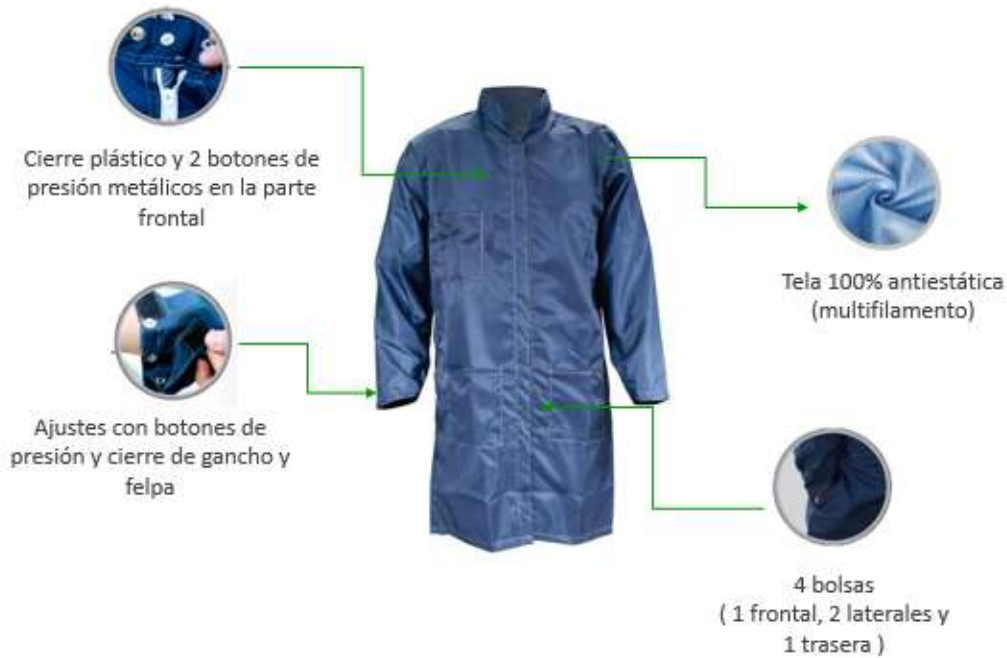 Cierre plástico y 2 botones de
presión metálicos en la parte
frontal
Ajustes con botones de
presión y cierre de gancho y
felpa
Tela 100% antiestática
(multifilamento)
4 bolsas
( 1 frontal, 2 laterales y
1 trasera )